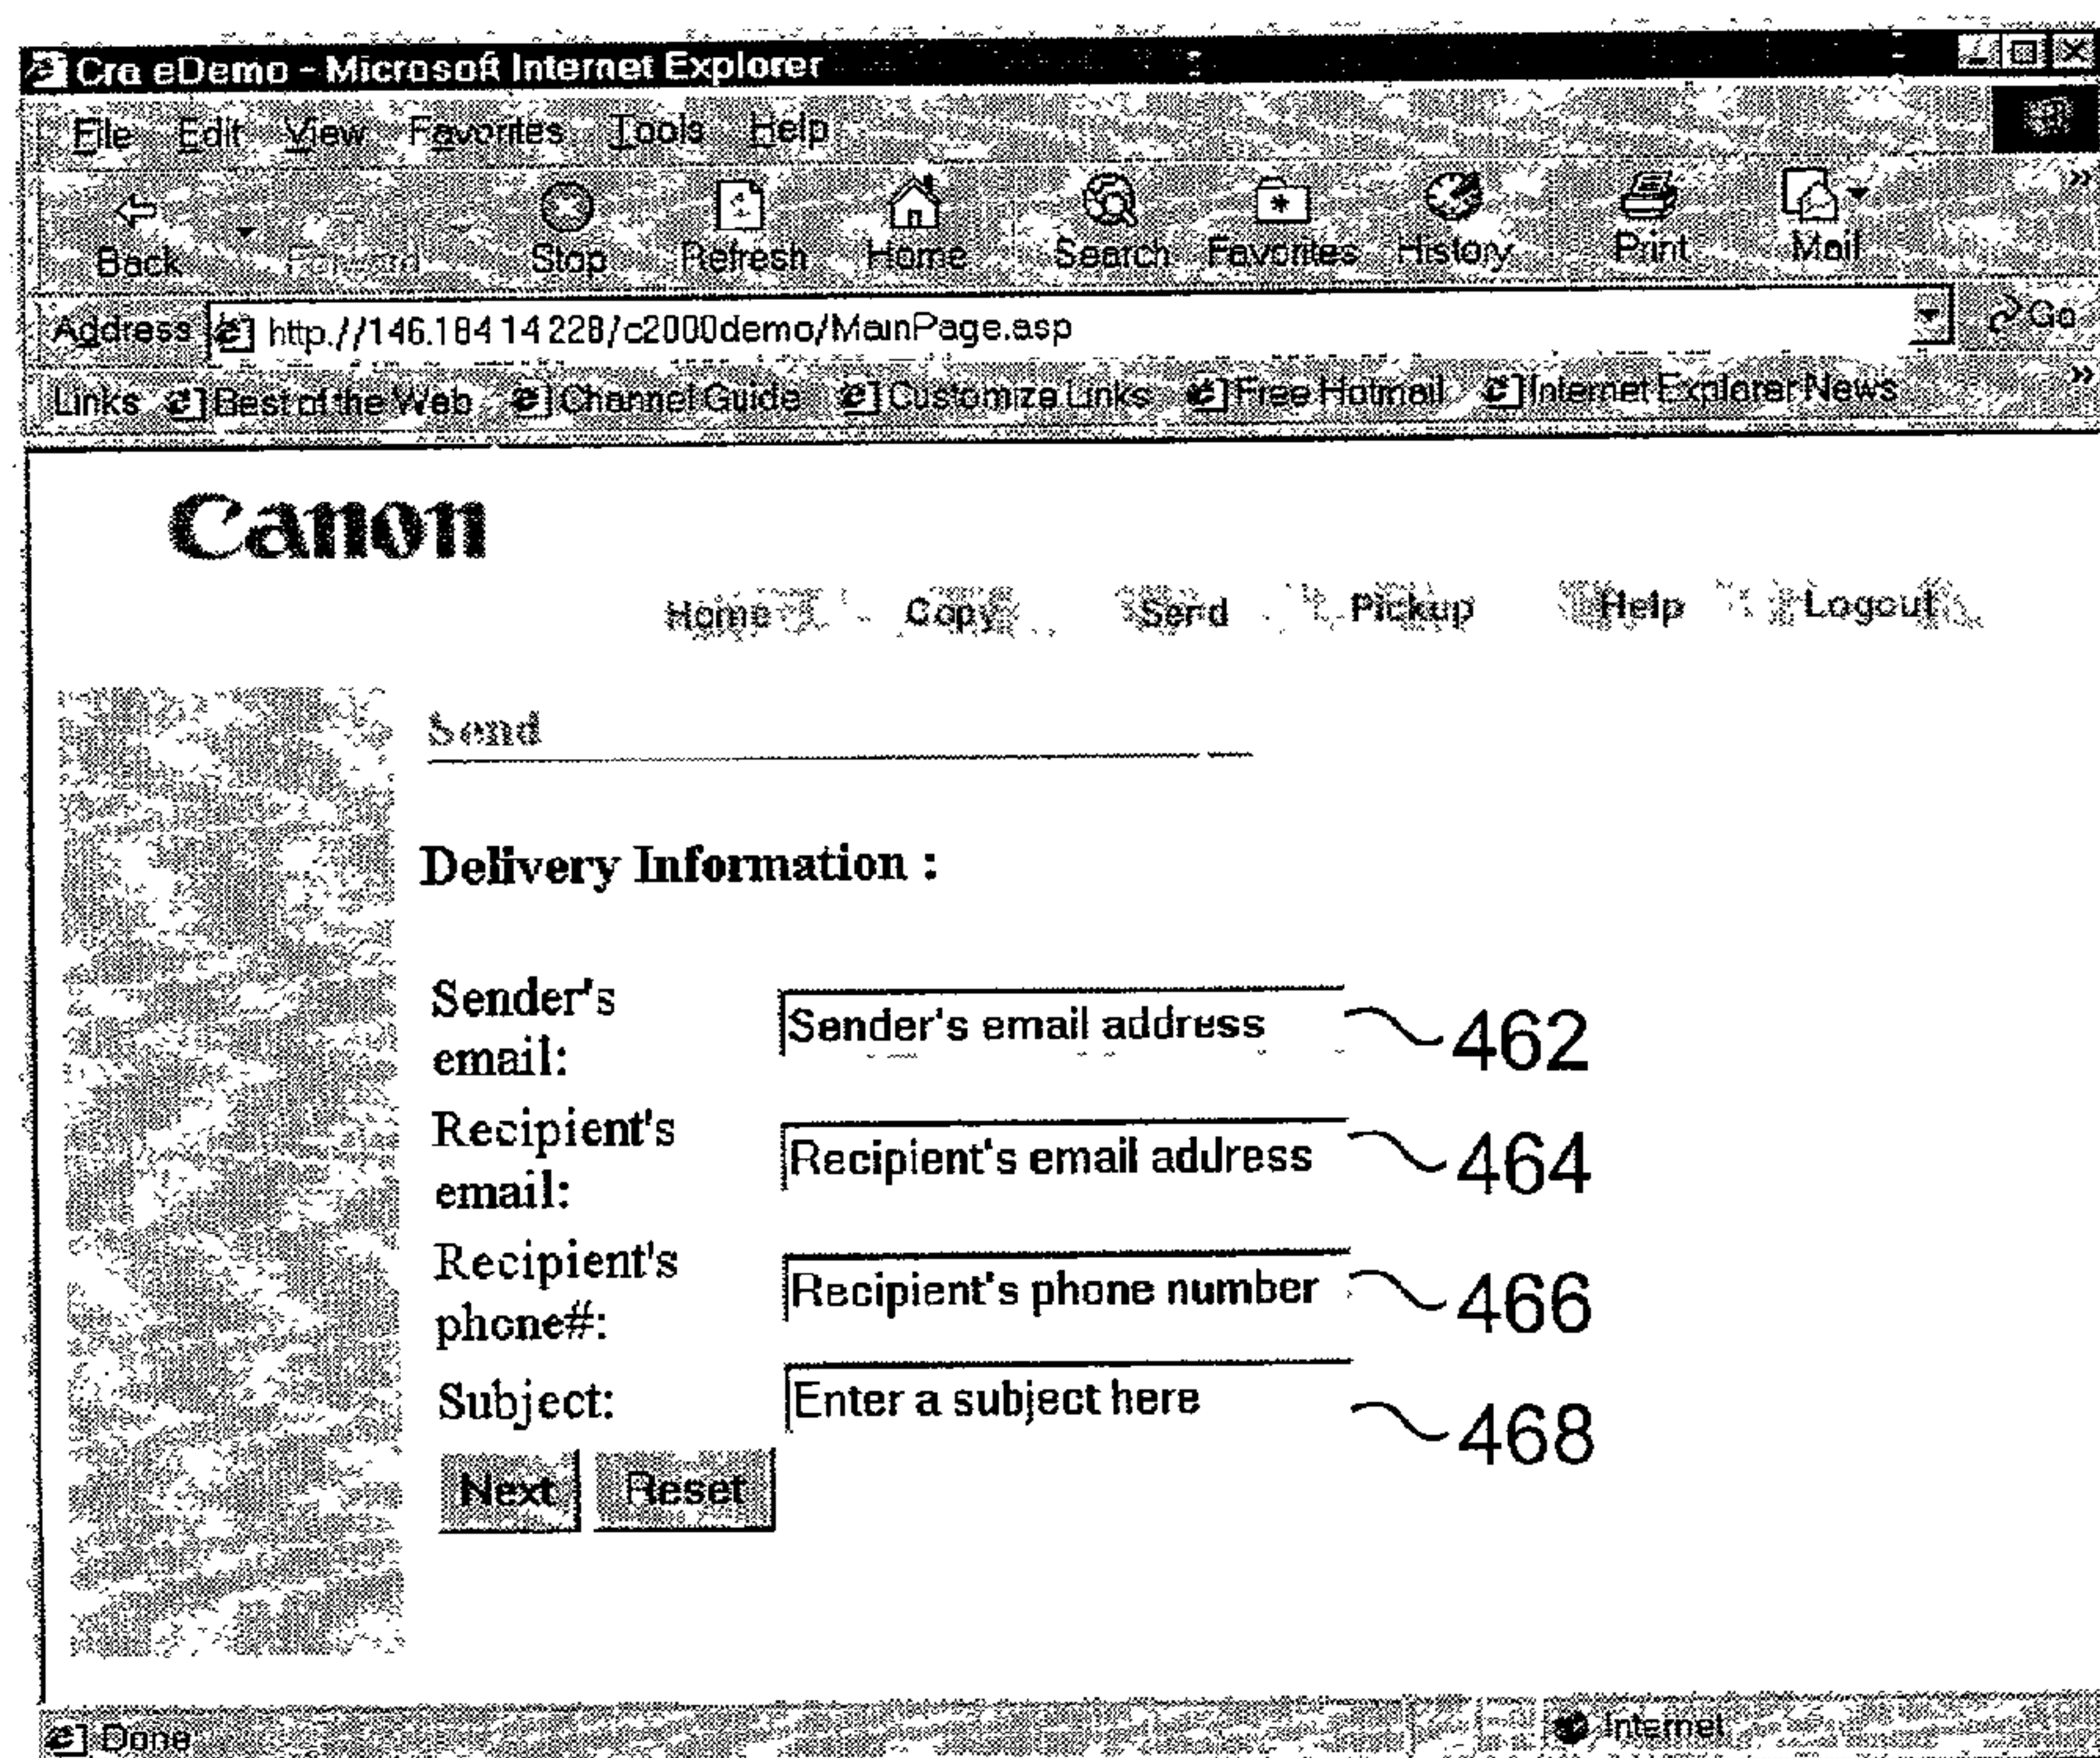 Cra eDemo - Microsoft Internet Explorer
File Edit View Favorites Tools Help
Back Forward Stop Refresh Home Search Favorites History Print Mail »
Address http.//146.184 14 228/c2000demo/MainPage.asp Go
Links Best of the Web Channel Guide Customize Links Free Hotmail Internet Explorer News »
Canon
Home Copy Send Pickup Help Logout
Send
Delivery Information :
Sender's
email:
Sender's email address 462
Recipient's
email:
Recipient's email address 464
Recipient's
phone#:
Recipient's phone number 466
Subject: Enter a subject here 468
Next Reset
Done Internet